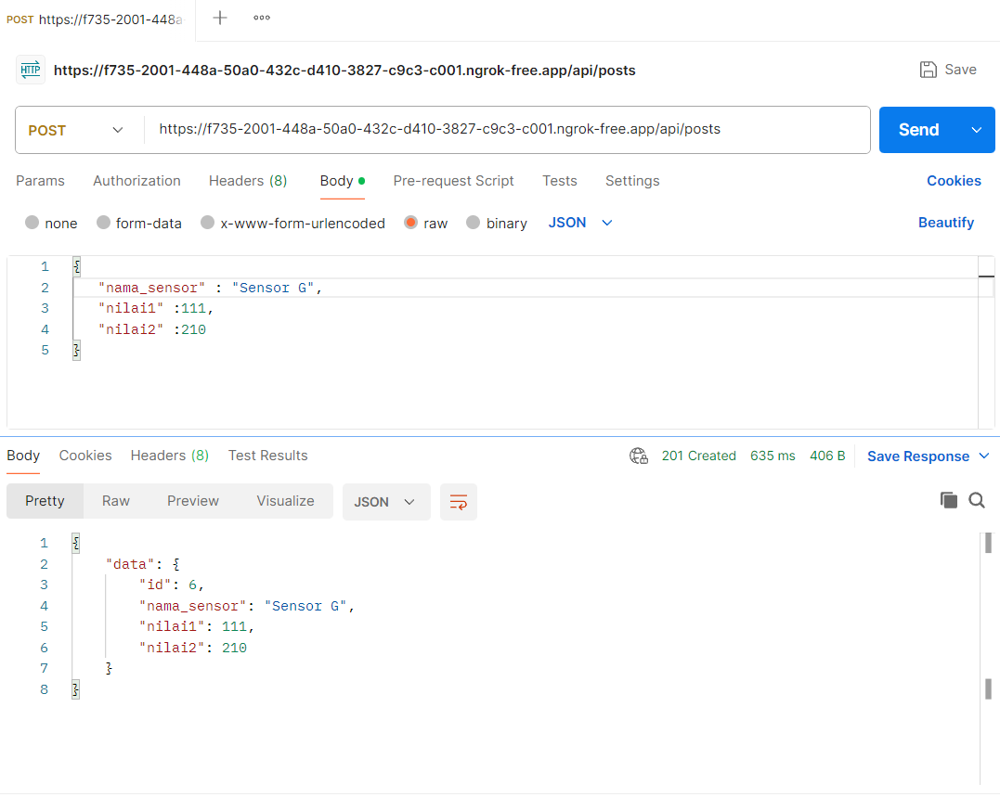 POST https://f735-2001-448a-
HTTP https://f735-2001-448a-50a0-432c-d410-3827-c9c3-c001.ngrok-free.app/api/posts Save
POST https://f735-2001-448a-50a0-432c-d410-3827-c9c3-c001.ngrok-free.app/api/posts Send
Params Authorization Headers (8) Body Pre-request Script Tests Settings Cookies
none form-data x-www-form-urlencoded raw binary JSON Beautify
1 {
2 "nama_sensor" : "Sensor G",
3 "nilai1" :111,
4 "nilai2" :210
5 }
Body Cookies Headers (8) Test Results 201 Created 635 ms 406 B Save Response
Pretty Raw Preview Visualize JSON
1 {
2 "data": {
3 "id": 6,
4 "nama_sensor": "Sensor G",
5 "nilai1": 111,
6 "nilai2": 210
7 }
8 }